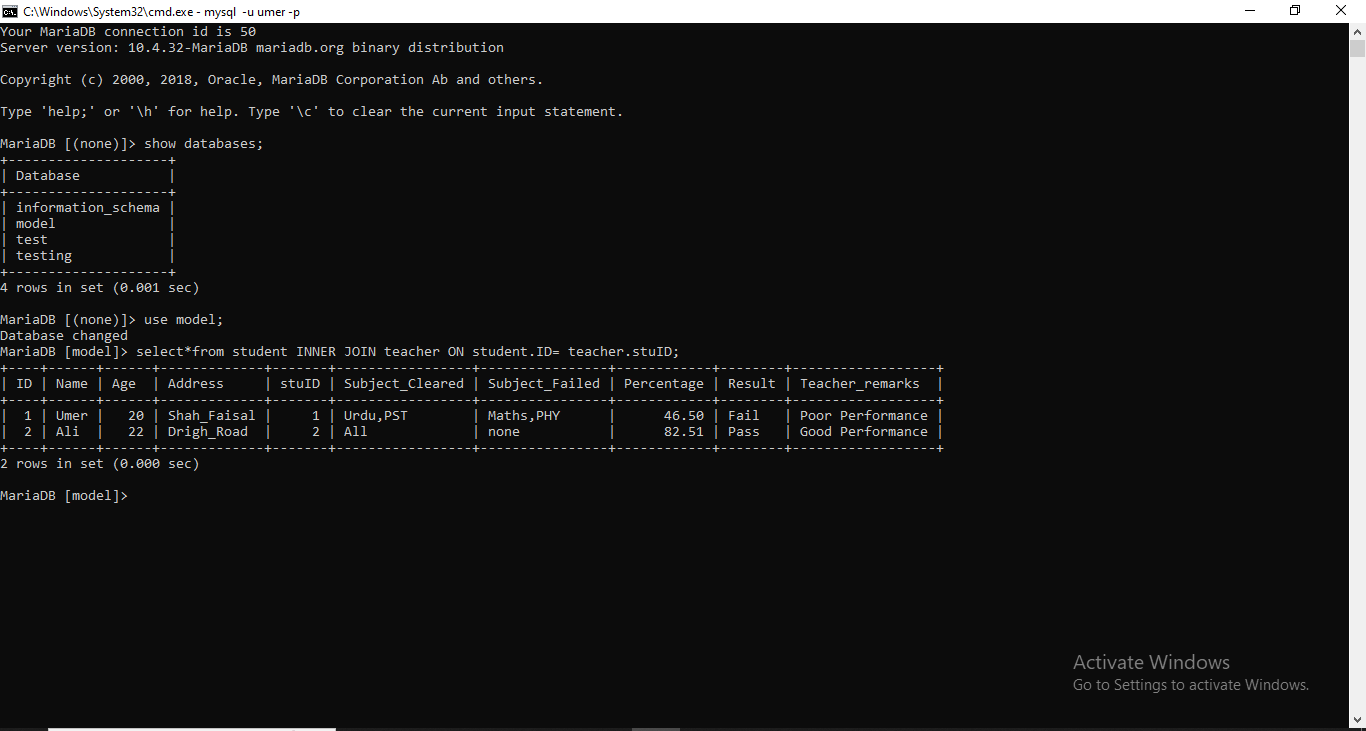 C:\Windows\System32\cmd.exe - mysql  -u umer -p
Your MariaDB connection id is 50
Server version: 10.4.32-MariaDB mariadb.org binary distribution
Copyright (c) 2000, 2018, Oracle, MariaDB Corporation Ab and others.
Type 'help;' or '\h' for help. Type '\c' to clear the current input statement.
MariaDB [(none)]> show databases;
+--------------------+
| Database           |
+--------------------+
| information_schema |
| model              |
| test               |
| testing            |
+--------------------+
4 rows in set (0.001 sec)
MariaDB [(none)]> use model;
Database changed
MariaDB [model]> select*from student INNER JOIN teacher ON student.ID= teacher.stuID;
+----+------+------+-------------+-------+-----------------+----------------+------------+--------+------------------+
| ID | Name | Age  | Address     | stuID | Subject_Cleared | Subject_Failed | Percentage | Result | Teacher_remarks  |
+----+------+------+-------------+-------+-----------------+----------------+------------+--------+------------------+
|  1 | Umer |   20 | Shah_Faisal |     1 | Urdu,PST        | Maths,PHY      |      46.50 | Fail   | Poor Performance |
|  2 | Ali  |   22 | Drigh_Road  |     2 | All             | none           |      82.51 | Pass   | Good Performance |
+----+------+------+-------------+-------+-----------------+----------------+------------+--------+------------------+
2 rows in set (0.000 sec)
MariaDB [model]>
Activate Windows
Go to Settings to activate Windows.